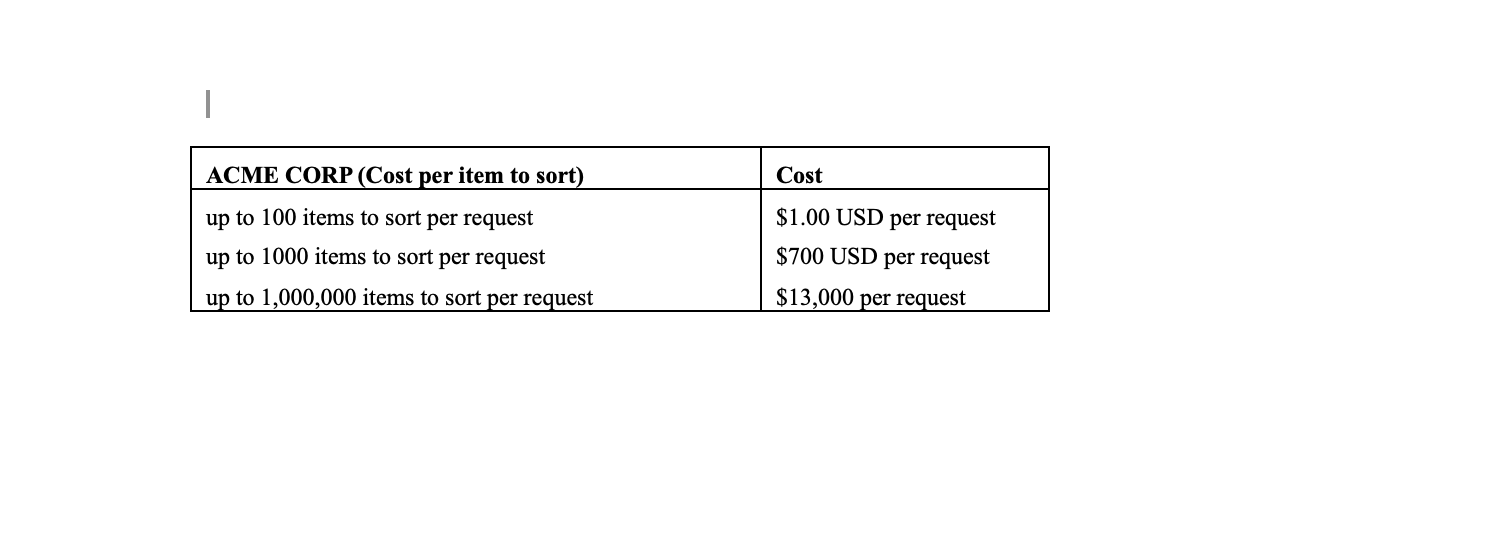 ACME CORP (Cost per item to sort) Cost
up to 100 items to sort per request $1.00 USD per request
up to 1000 items to sort per request $700 USD per request
up to 1,000,000 items to sort per request $13,000 per request